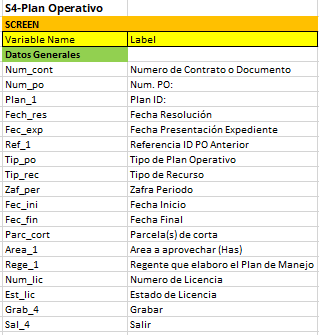 S4-Plan Operativo
SCREEN
Variable Name Label
Datos Generales
Num_cont Numero de Contrato o Documento
Num_po Num. PO:
Plan_1 Plan ID:
Fech_res Fecha Resolución
Fec_exp Fecha Presentación Expediente
Ref_1 Referencia ID PO Anterior
Tip_po Tipo de Plan Operativo
Tip_rec Tipo de Recurso
Zaf_per Zafra Periodo
Fec_ini Fecha Inicio
Fec_fin Fecha Final
Parc_cort Parcela(s) de corta
Area_1 Area a aprovechar (Has)
Rege_1 Regente que elaboro el Plan de Manejo
Num_lic Numero de Licencia
Est_lic Estado de Licencia
Grab_4 Grabar
Sal_4 Salir